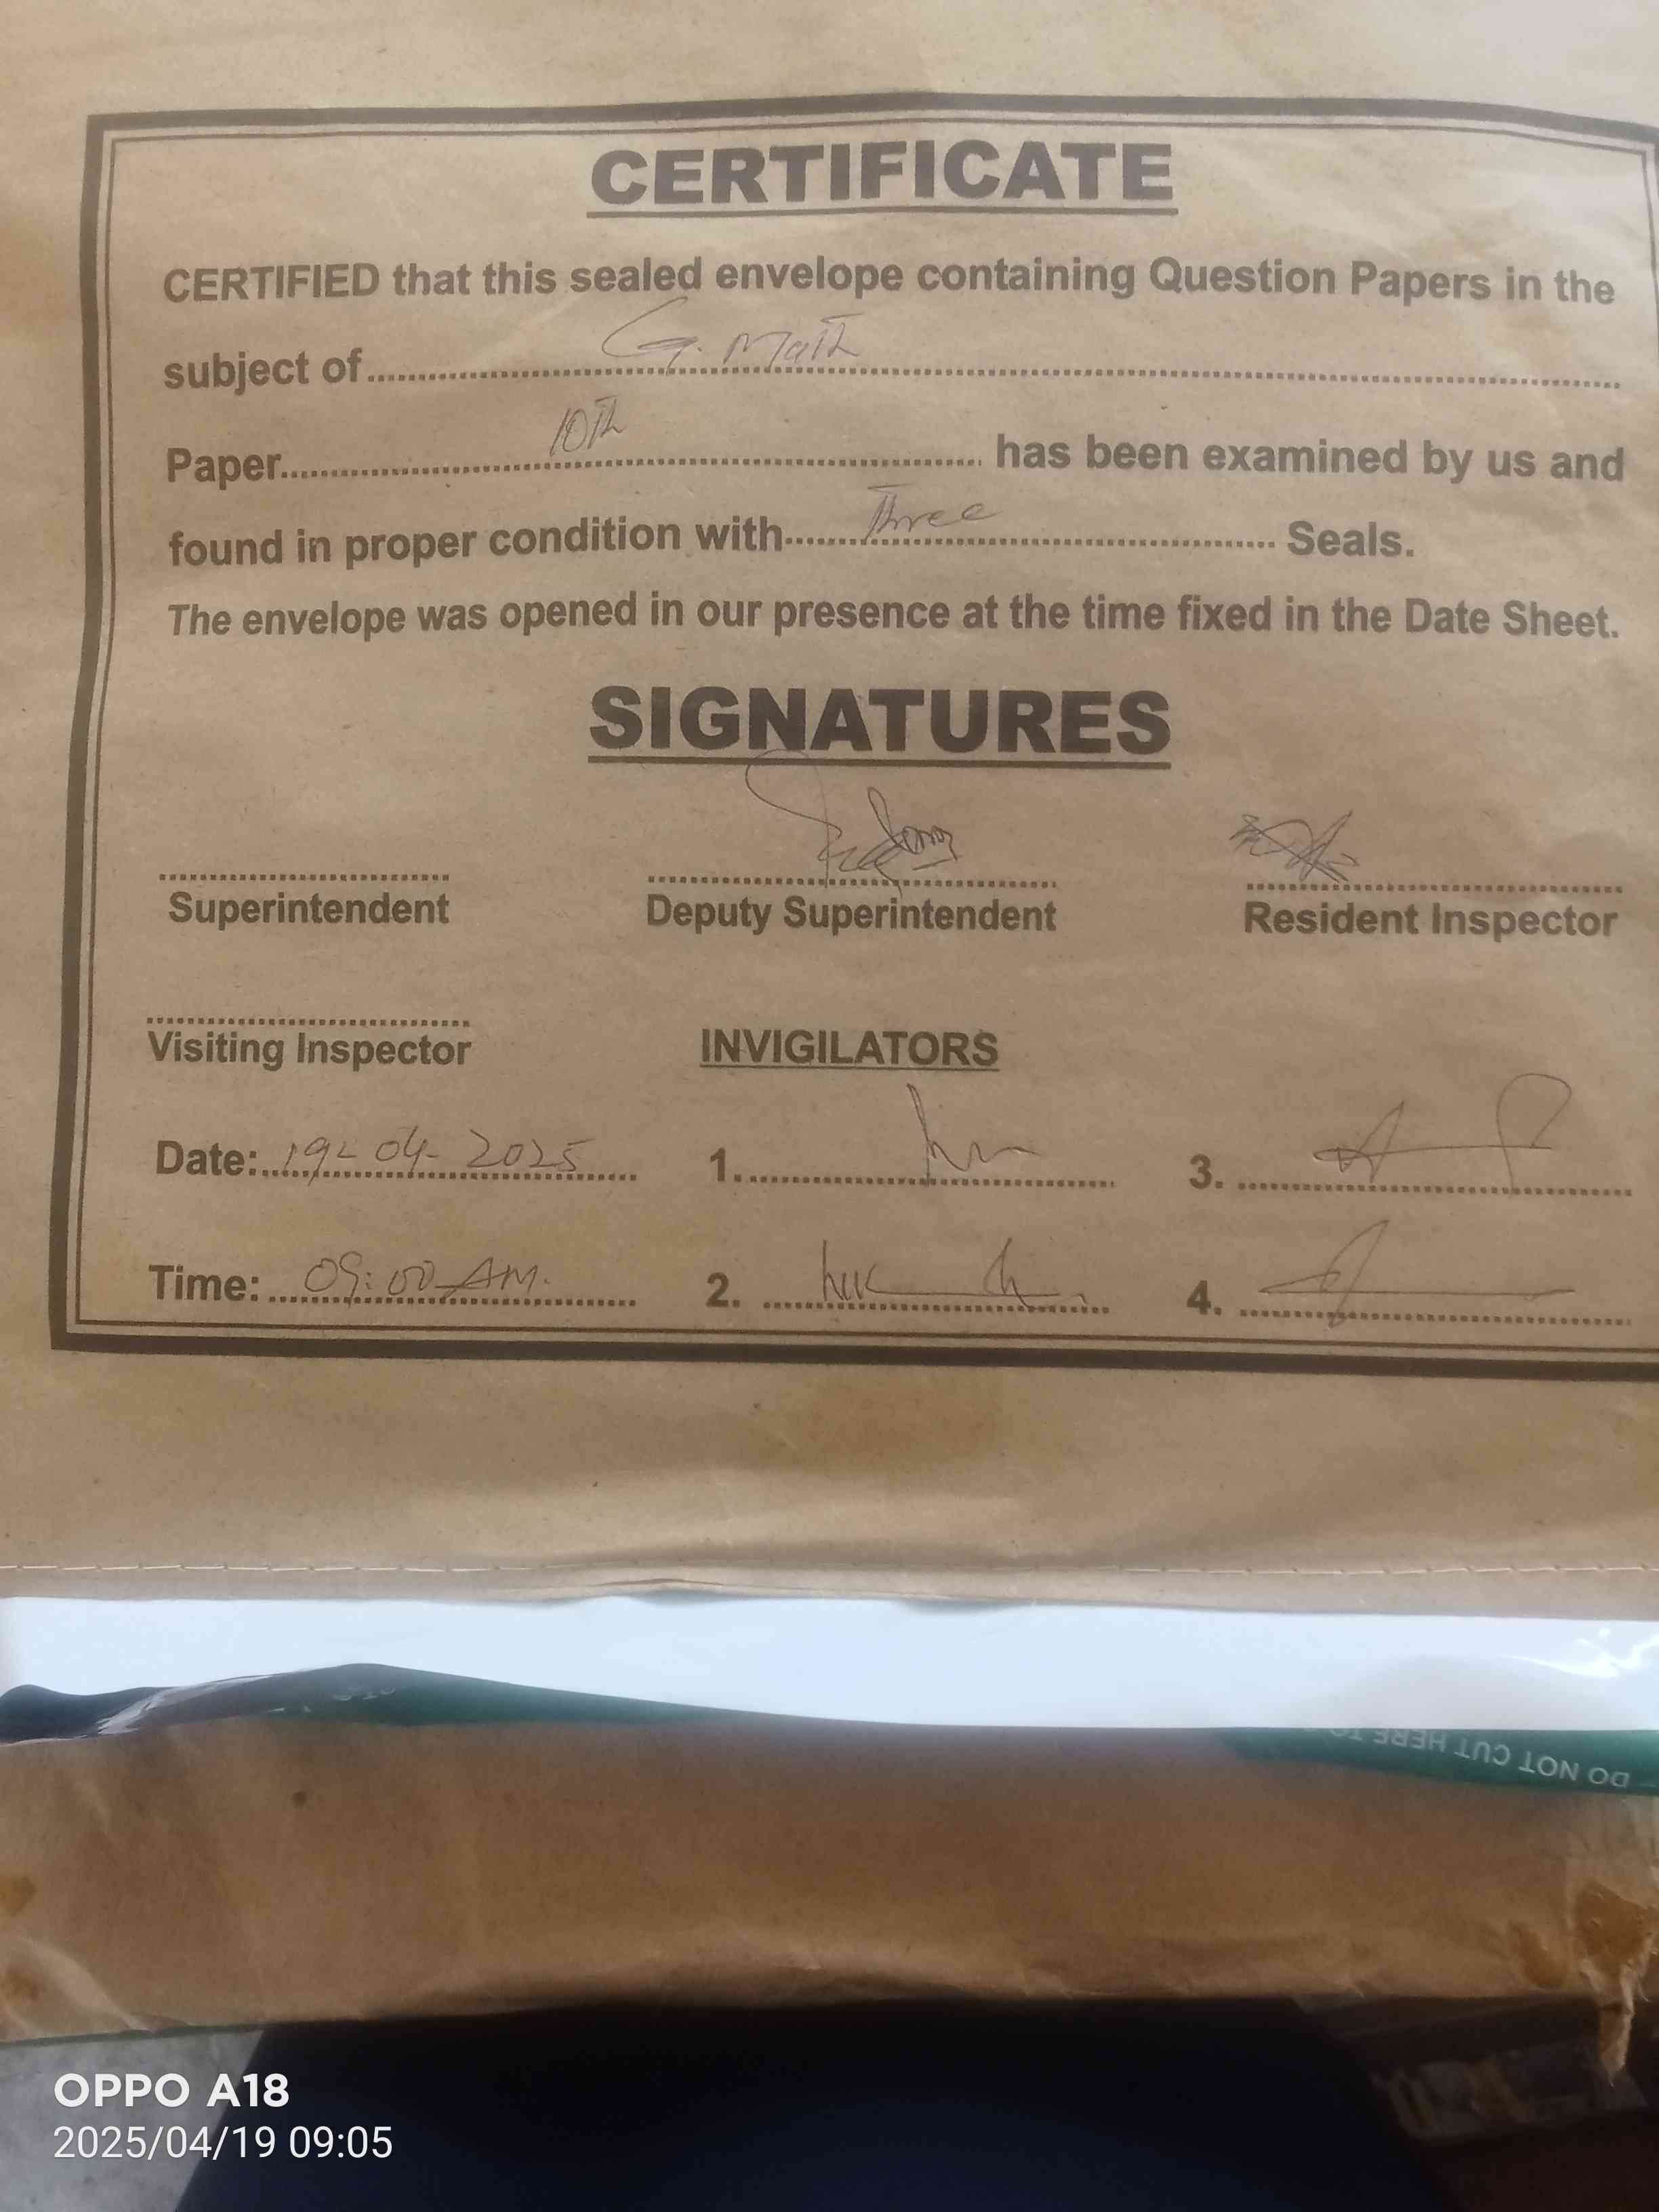 CERTIFICATE
CERTIFIED that this sealed envelope containing Question Papers in the
subject of G. Math
Paper 10th has been examined by us and
found in proper condition with Three Seals.
The envelope was opened in our presence at the time fixed in the Date Sheet.
SIGNATURES
Superintendent Deputy Superintendent Resident Inspector
Visiting Inspector INVIGILATORS
Date: 19-04-2025 1. 3.
Time: 09:00 AM. 2. 4.
DO NOT CUT HERE TO
OPPO A18
2025/04/19 09:05